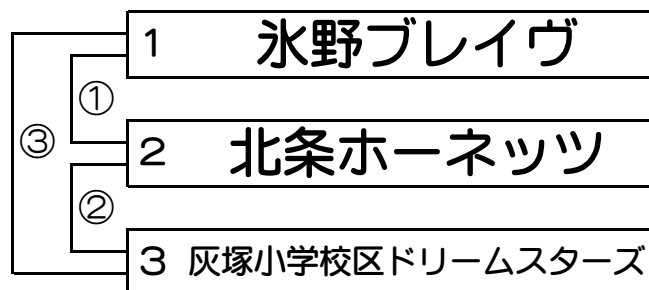 1 氷野ブレイヴ
①
2 北条ホーネッツ
③
②
3 灰塚小学校区ドリームスターズ